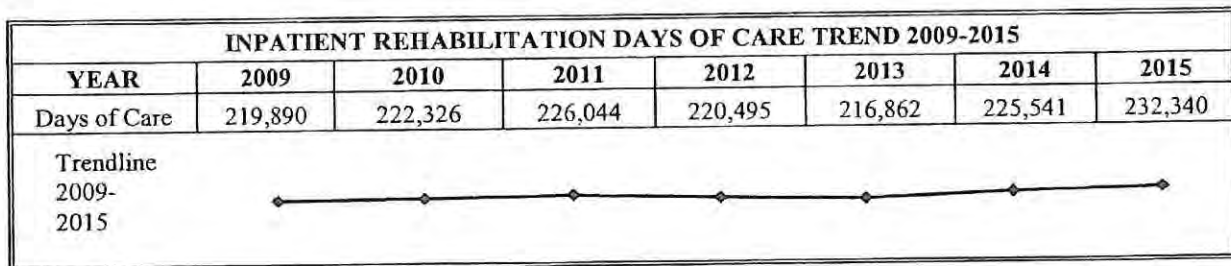 INPATIENT REHABILITATION DAYS OF CARE TREND 2009-2015
YEAR 2009 2010 2011 2012 2013 2014 2015
Days of Care 219,890 222,326 226,044 220,495 216,862 225,541 232,340
Trendline
2009-
2015